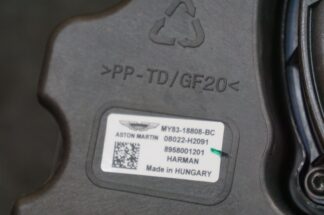 >PP-TD/GF20<
MY83-18808-BC
ASTON MARTIN 08022-H2091
8958001201
HARMAN
Made in HUNGARY